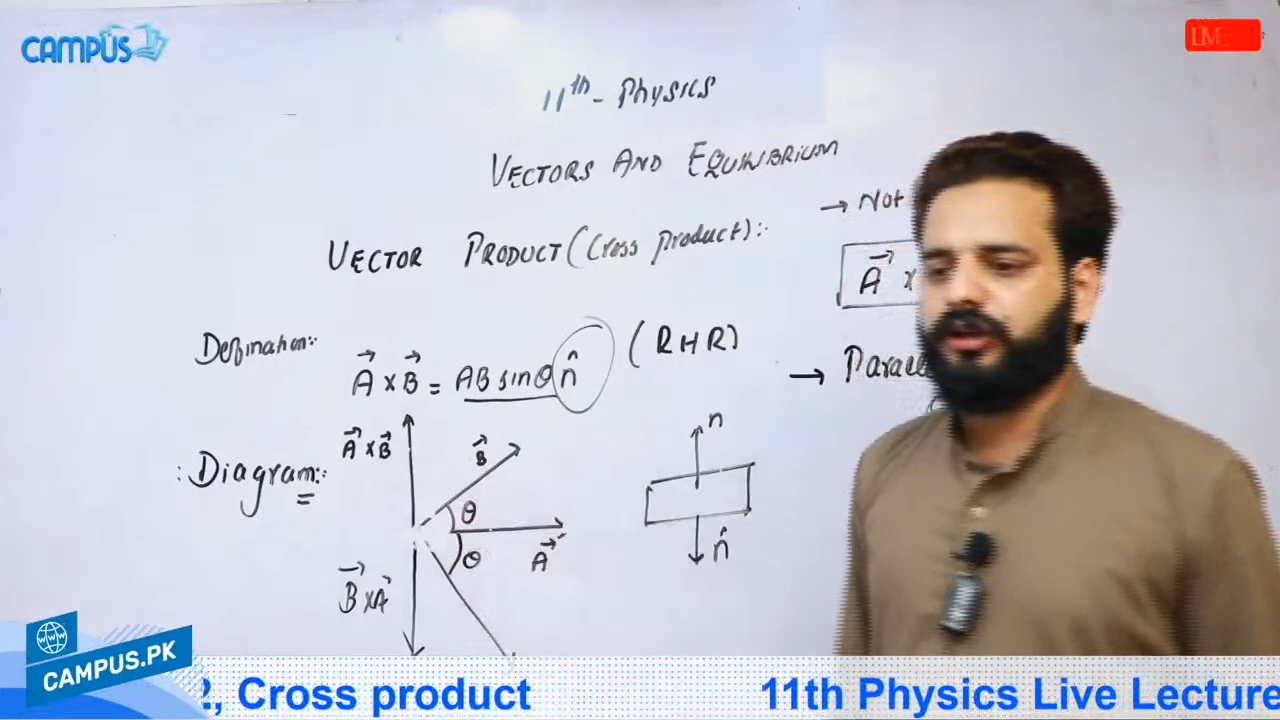 CAMPUS
LIVE
11th - Physics
VECTORS AND EQUILIBRIUM
→ Not
VECTOR PRODUCT (Cross Product):-
A ×
Defination:-
A × B = AB sinθ n̂ (RHR)
→
A × B
B
n
:Diagram:-
θ
A
θ
n̂
B × A
WWW
CAMPUS.PK
2, Cross product
11th Physics Live Lecture